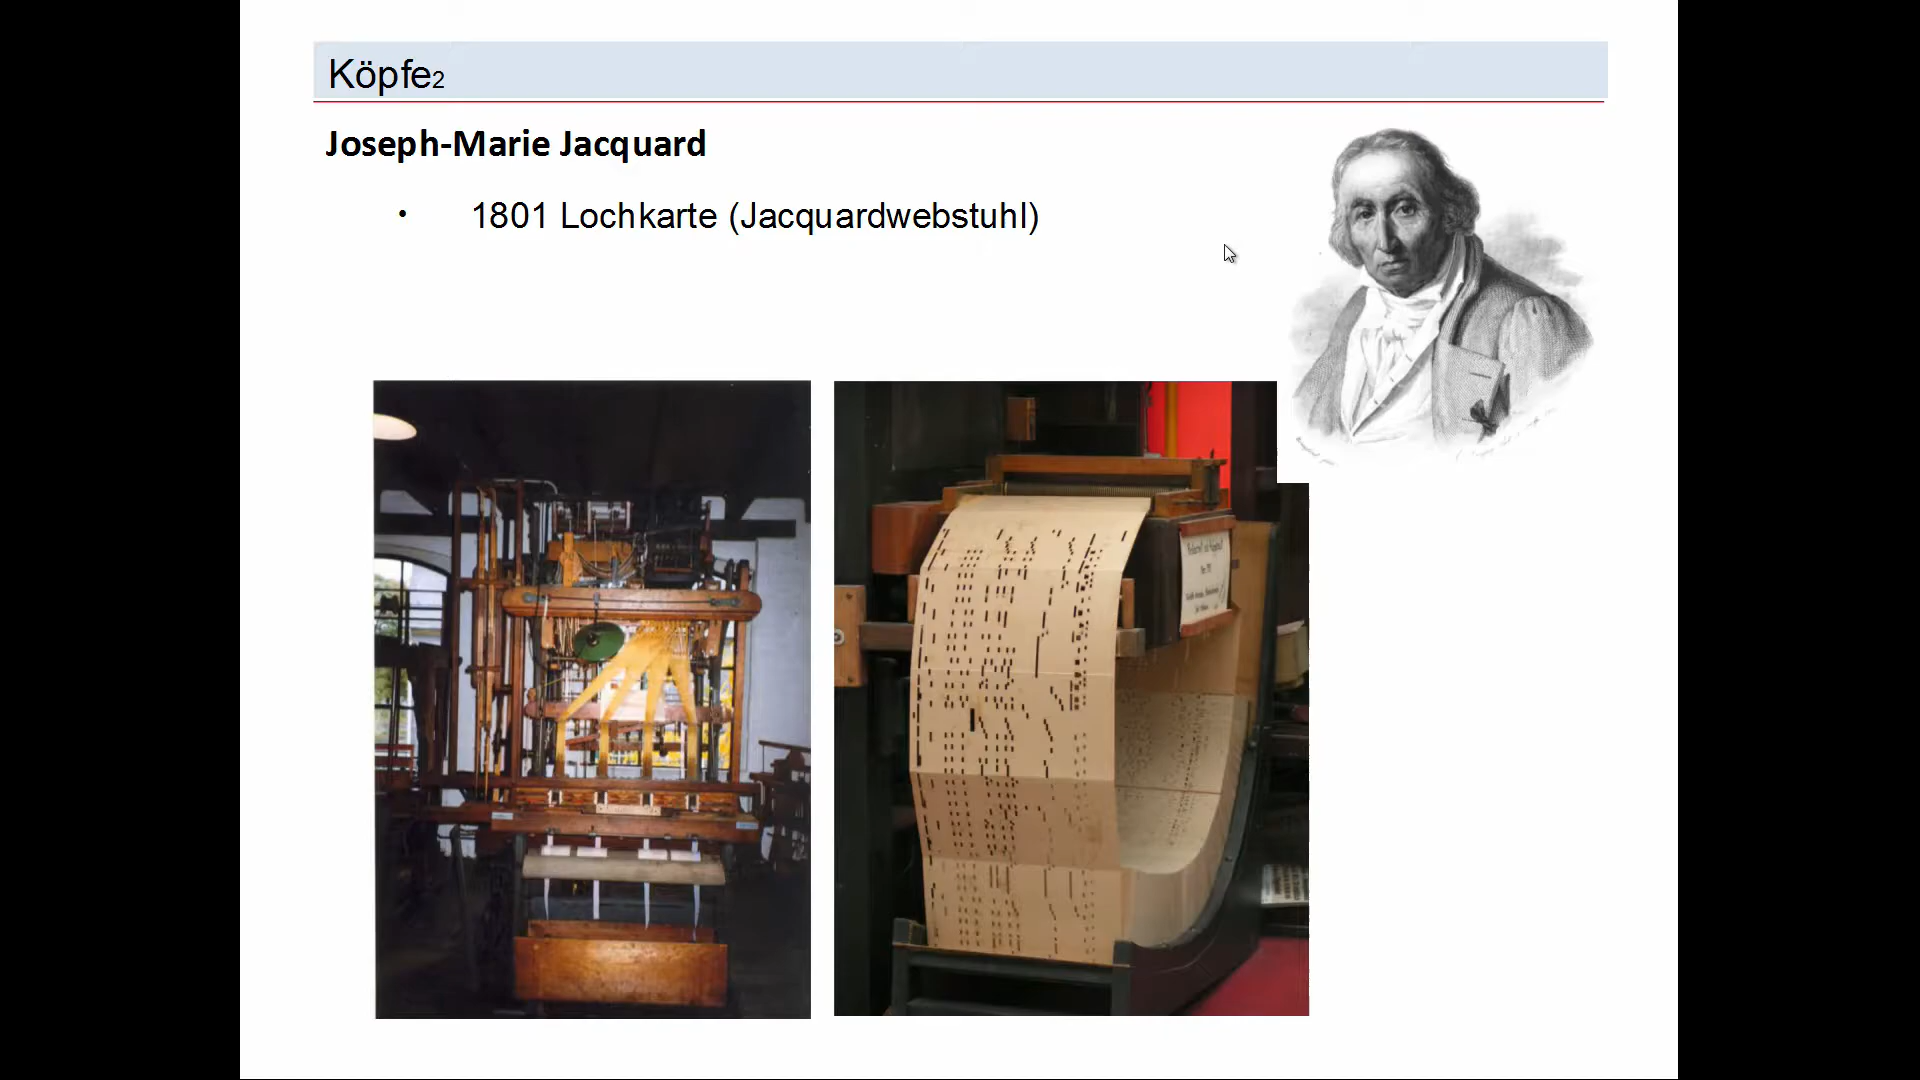 Köpfe2
Joseph-Marie Jacquard
• 1801 Lochkarte (Jacquardwebstuhl)